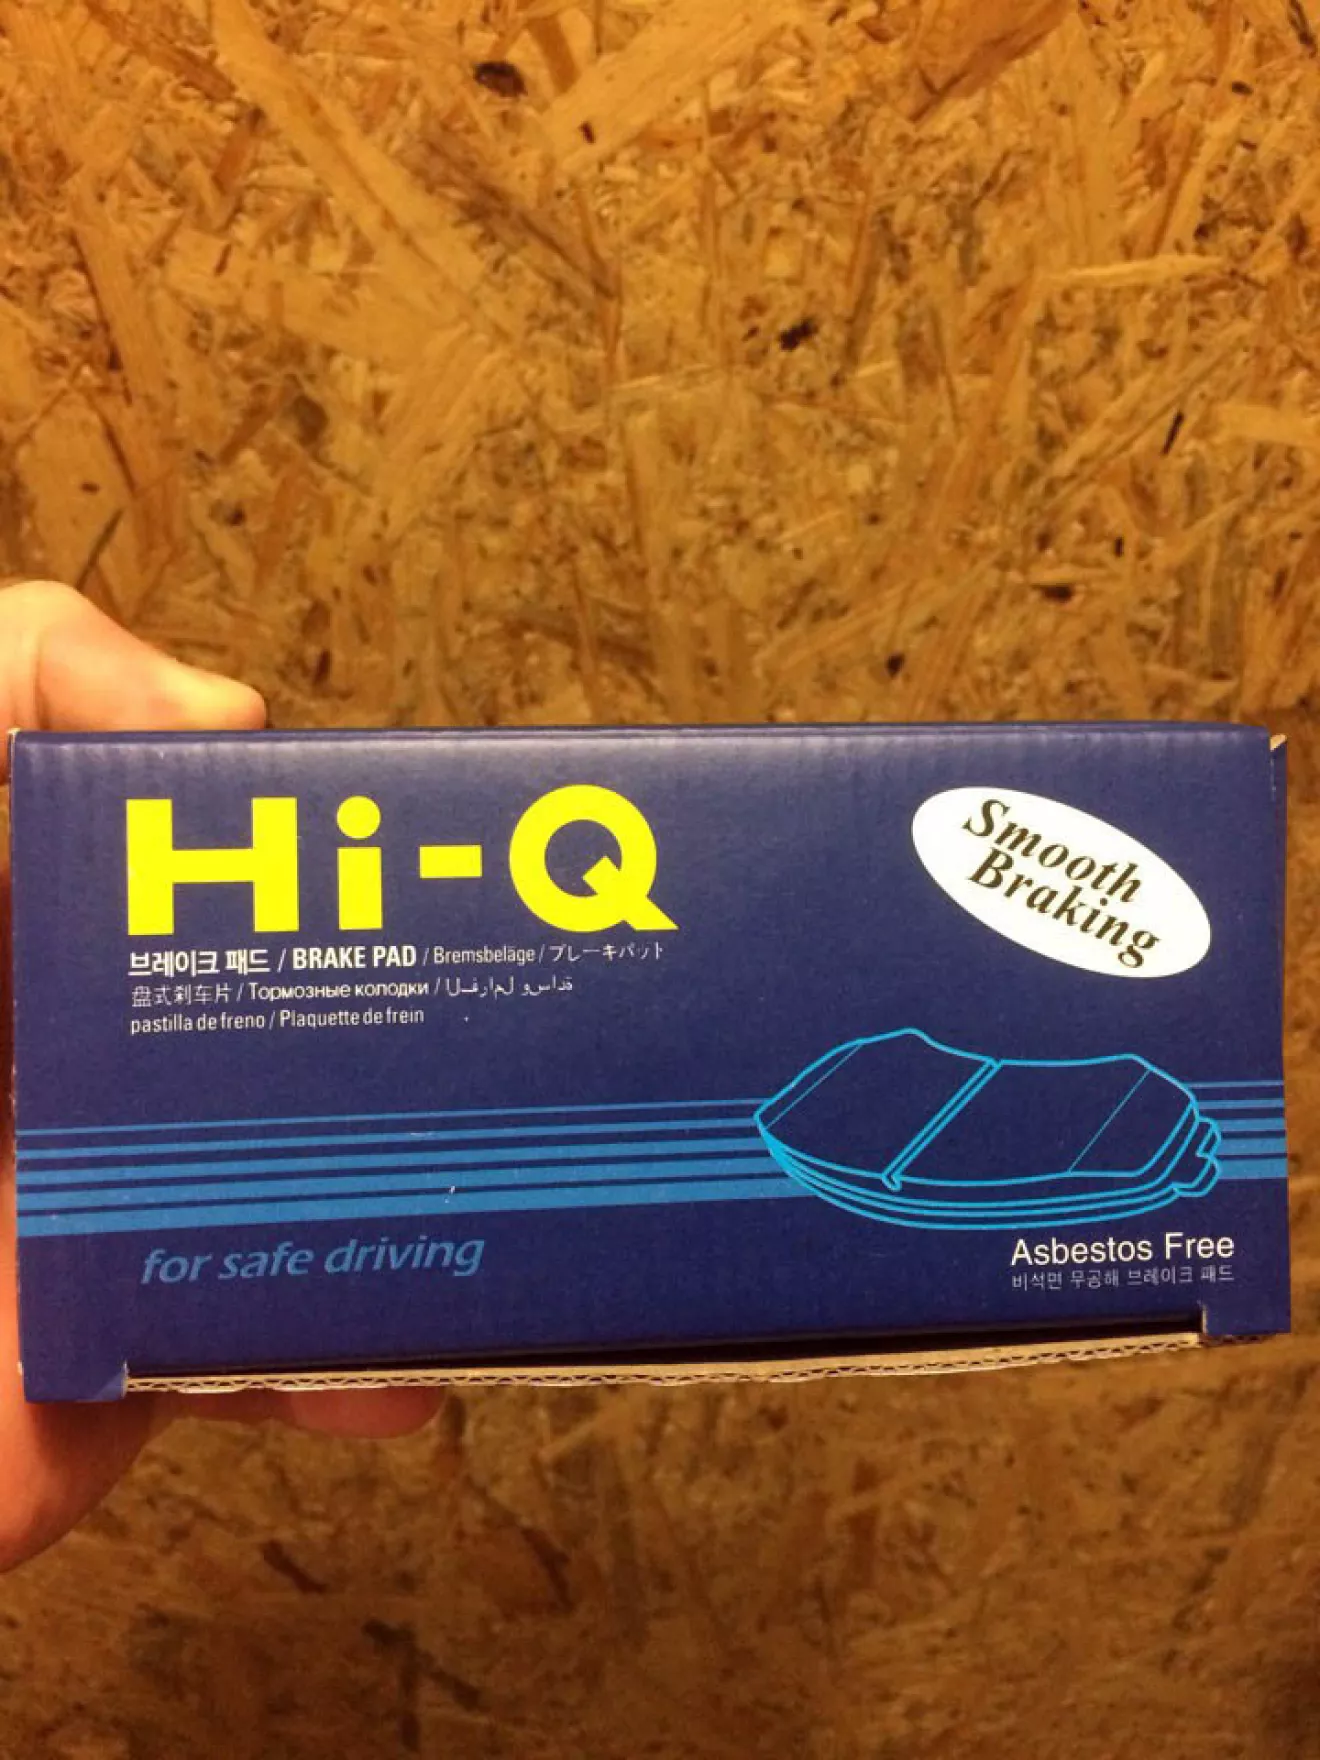 Hi-Q
Smooth
Braking
브레이크 패드 / BRAKE PAD / Bremsbeläge / ブレーキパット
盘式刹车片 / Тормозные колодки /
pastilla de freno / Plaquette de frein
for safe driving
Asbestos Free
비석면 무공해 브레이크 패드